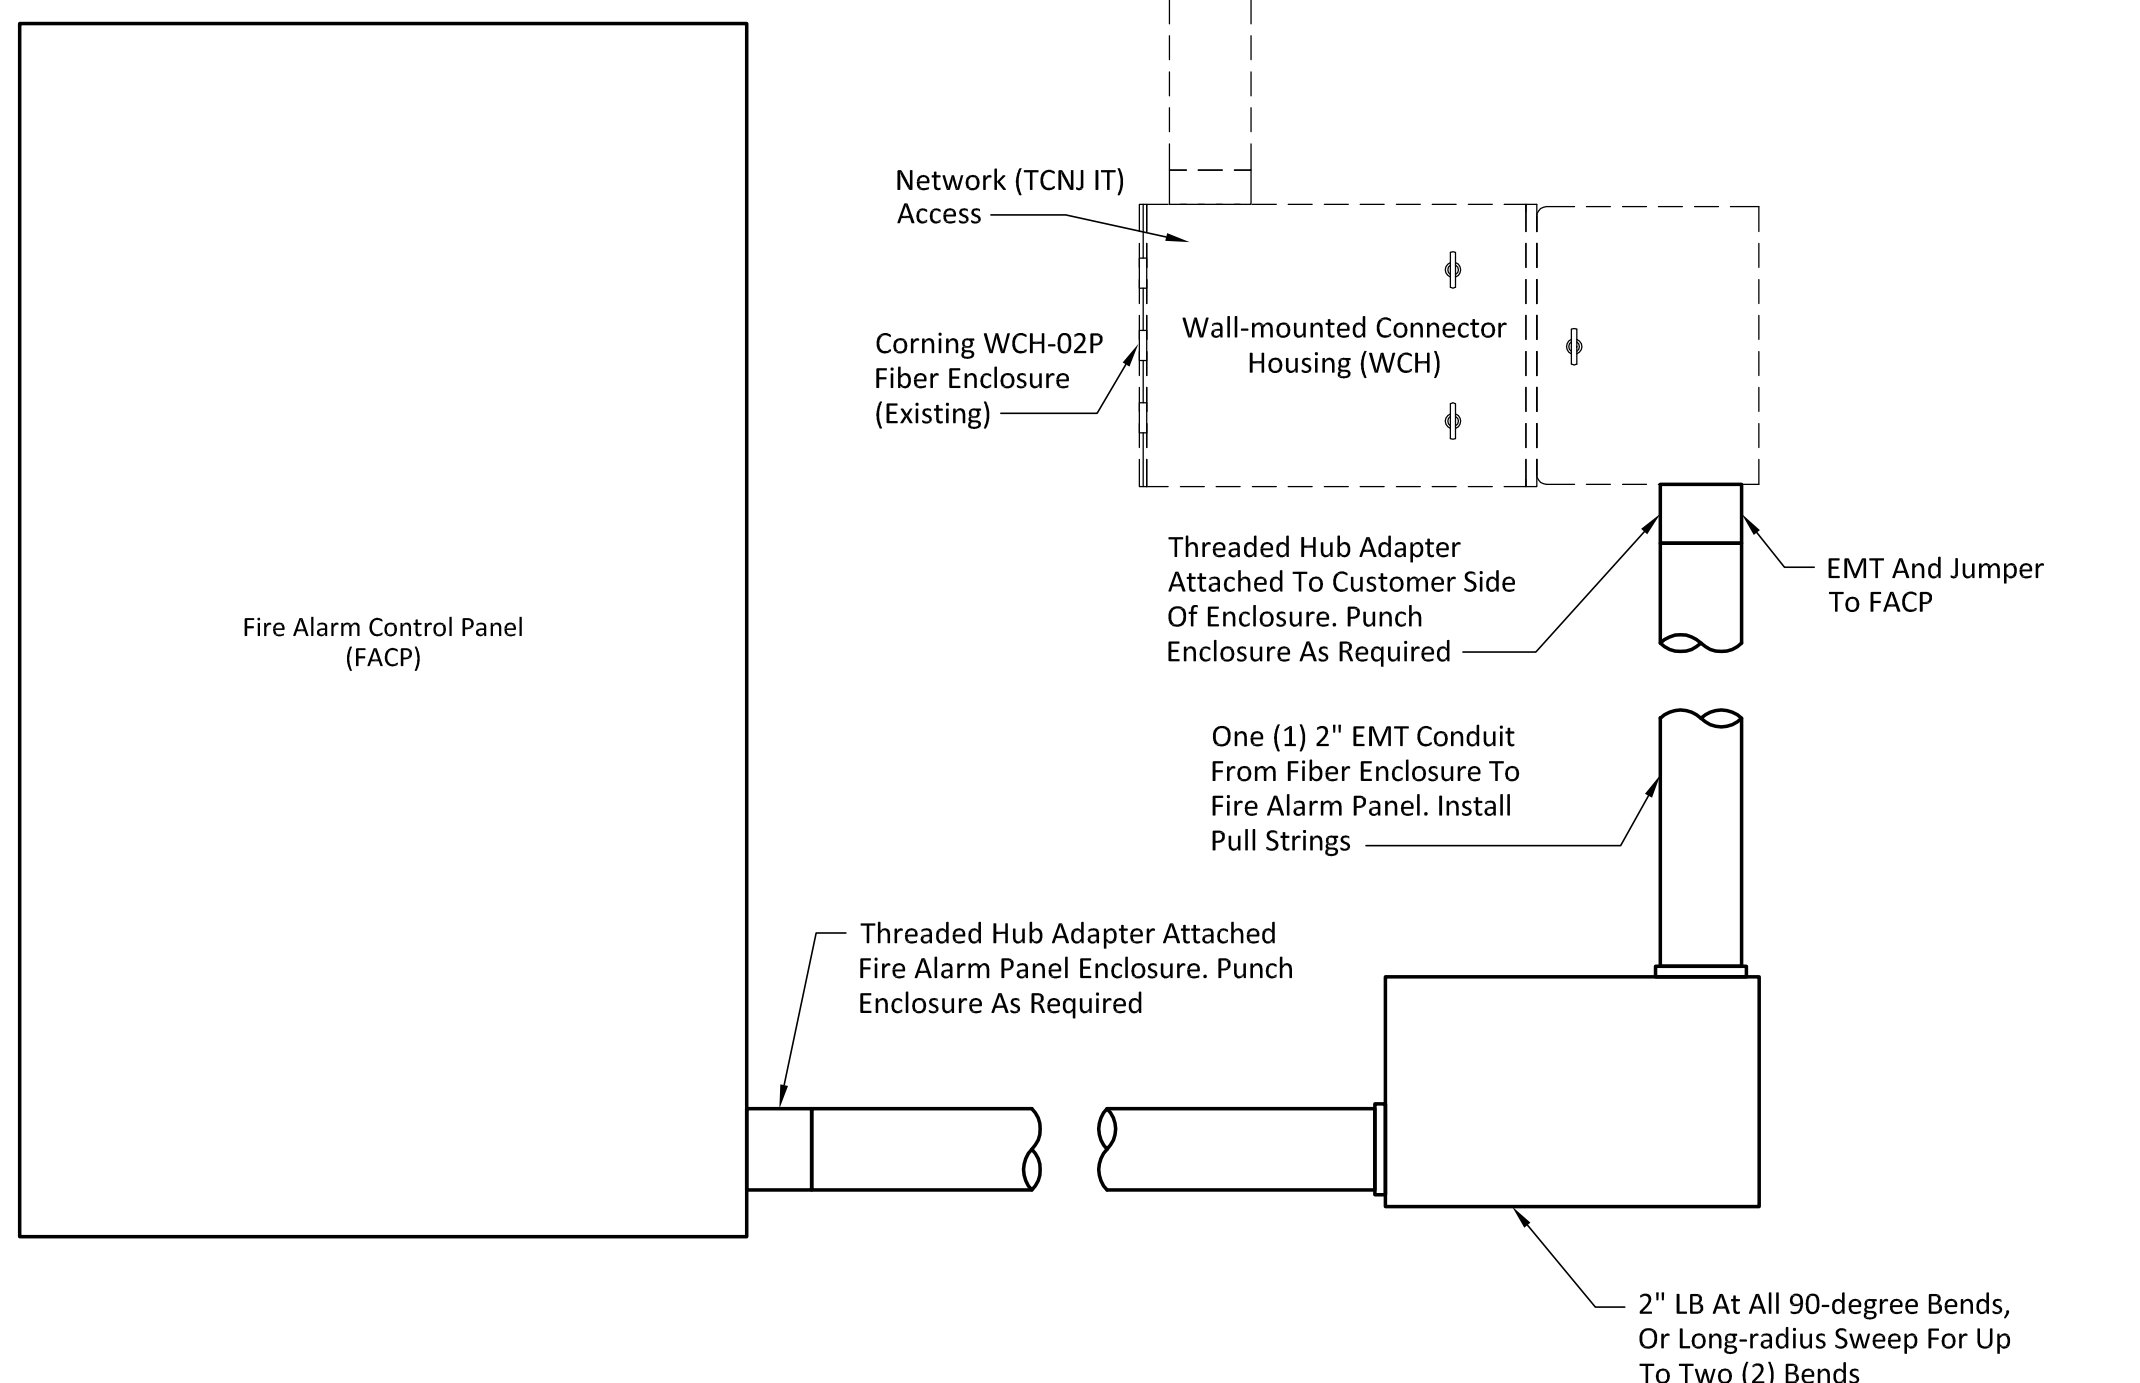 Network (TCNJ IT)
Access
Corning WCH-02P
Fiber Enclosure
(Existing)
Wall-mounted Connector
Housing (WCH)
Fire Alarm Control Panel
(FACP)
Threaded Hub Adapter
Attached To Customer Side
Of Enclosure. Punch
Enclosure As Required
EMT And Jumper
To FACP
One (1) 2" EMT Conduit
From Fiber Enclosure To
Fire Alarm Panel. Install
Pull Strings
Threaded Hub Adapter Attached
Fire Alarm Panel Enclosure. Punch
Enclosure As Required
2" LB At All 90-degree Bends,
Or Long-radius Sweep For Up
To Two (2) Bends